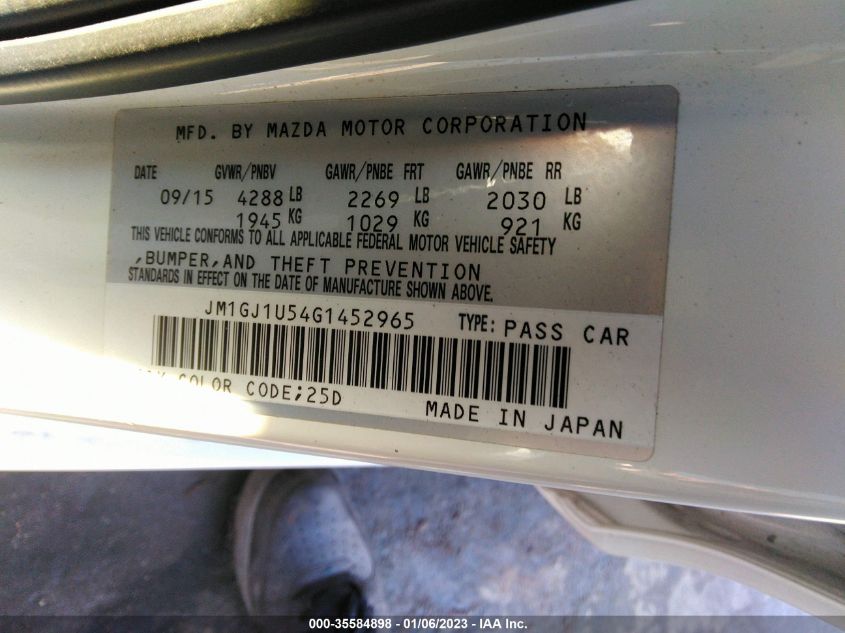 MFD. BY MAZDA MOTOR CORPORATION
DATE GVWR/PNBV GAWR/PNBE FRT GAWR/PNBE RR
09/15 4288 LB 2269 LB 2030 LB
1945 KG 1029 KG 921 KG
THIS VEHICLE CONFORMS TO ALL APPLICABLE FEDERAL MOTOR VEHICLE SAFETY
,BUMPER,AND THEFT PREVENTION
STANDARDS IN EFFECT ON THE DATE OF MANUFACTURE SHOWN ABOVE.
JM1GJ1U54G1452965 TYPE: PASS CAR
COLOR CODE;25D
MADE IN JAPAN
000-35584898 - 01/06/2023 - IAA Inc.